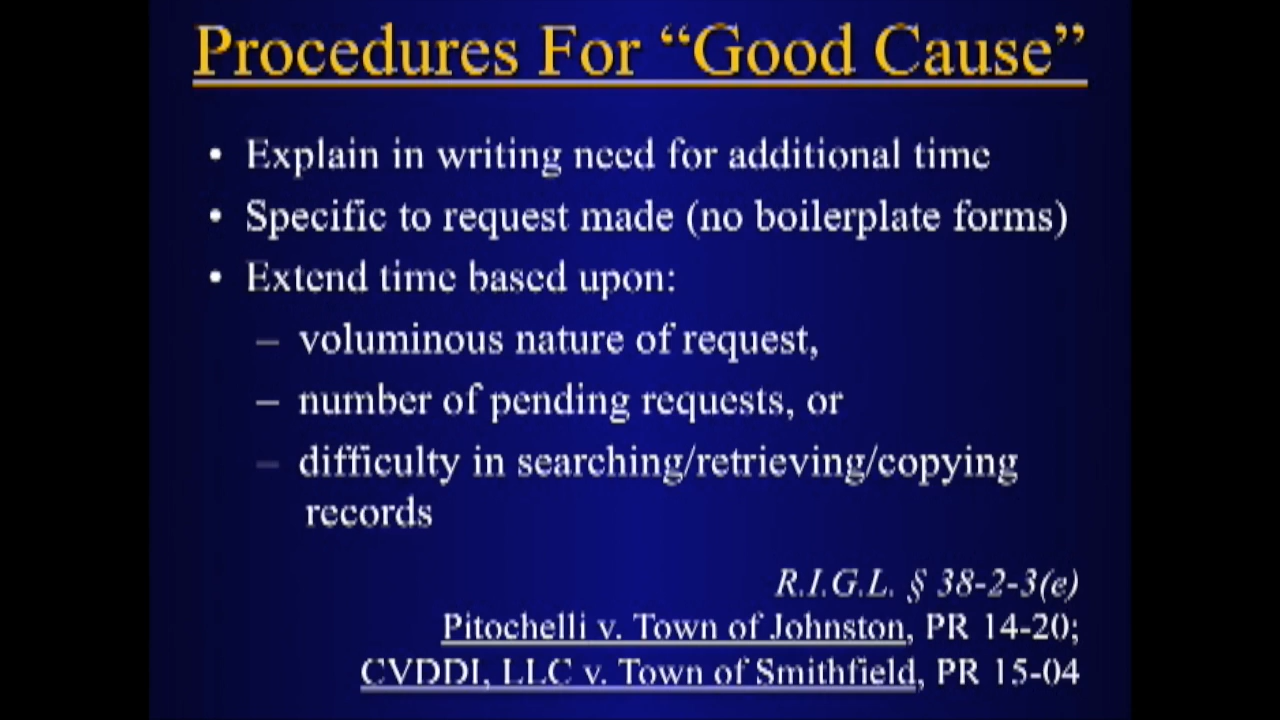 Procedures For “Good Cause”
• Explain in writing need for additional time
• Specific to request made (no boilerplate forms)
• Extend time based upon:
– voluminous nature of request,
– number of pending requests, or
– difficulty in searching/retrieving/copying
records
R.I.G.L. § 38-2-3(e)
Pitochelli v. Town of Johnston, PR 14-20;
CVDDI, LLC v. Town of Smithfield, PR 15-04